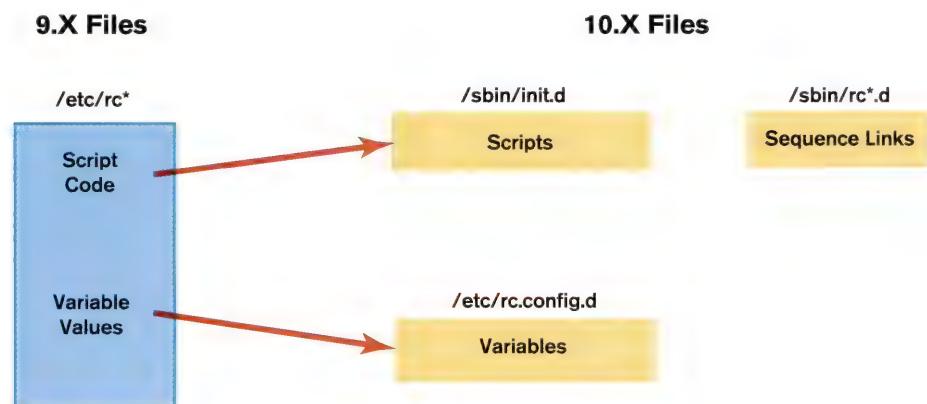 9.X Files
10.X Files
/etc/rc*
/sbin/init.d
/sbin/rc*.d
Script
Code
Scripts
Sequence Links
Variable
Values
/etc/rc.config.d
Variables